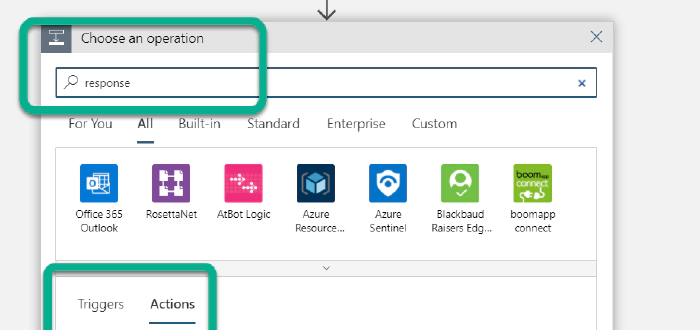 Choose an operation
response
For You All Built-in Standard Enterprise Custom
Office 365 Outlook
RosettaNet
AtBot Logic
Azure Resource...
Azure Sentinel
Blackbaud Raisers Edg...
boomapp connect
Triggers Actions